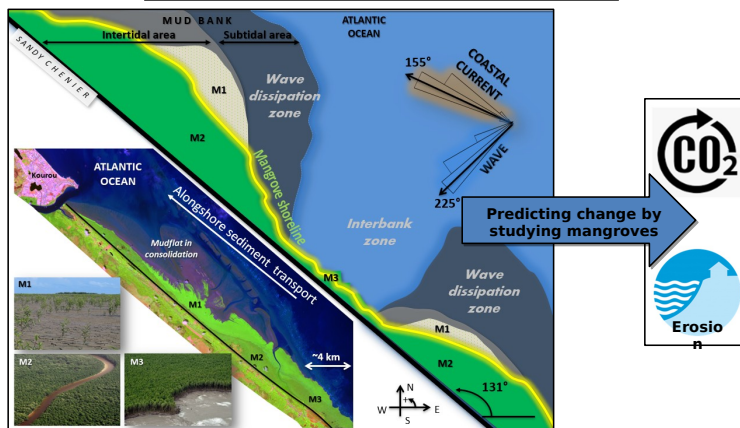 MUD BANK
Intertidal area
Subtidal area
ATLANTIC
OCEAN
SANDY CHENIER
155°
COASTAL
CURRENT
M1
Wave
dissipation
zone
M2
WAVE
225°
Mangrove shoreline
Kourou
ATLANTIC
OCEAN
Alongshore sediment transport
Interbank
zone
Predicting change by
studying mangroves
CO2
Mudflat in
consolidation
M3
Wave
dissipation
zone
M1
M1
M1
M2
Erosio
n
M2
M3
M2
~4 km
M3
N
W
E
S
131°